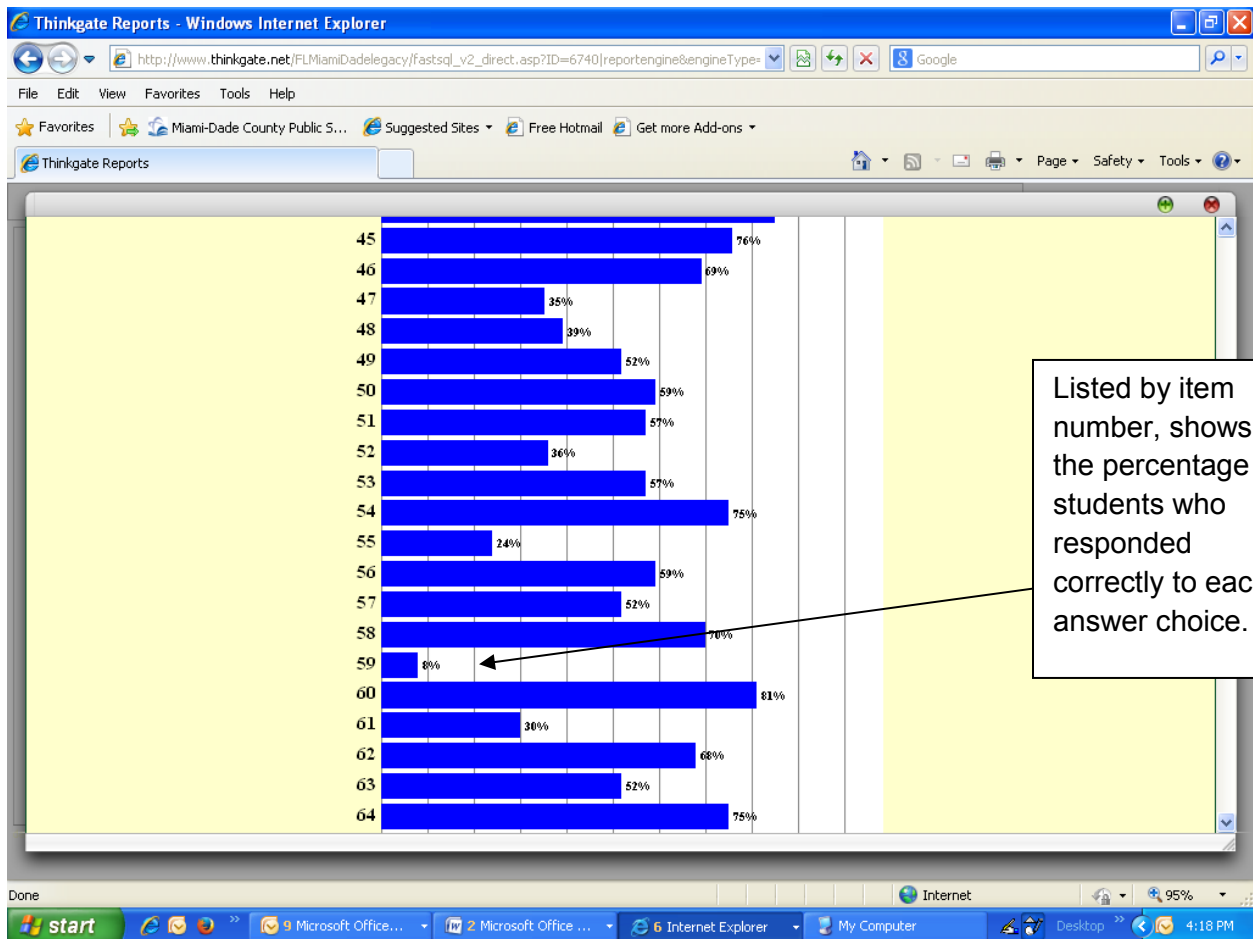 Thinkgate Reports - Windows Internet Explorer
http://www.thinkgate.net/FLMiamiDadelegacy/fastsql_v2_direct.asp?ID=6740|reportengine&engineType=
Google
File Edit View Favorites Tools Help
Favorites Miami-Dade County Public S... Suggested Sites Free Hotmail Get more Add-ons
Thinkgate Reports Page Safety Tools
45 76%
46 69%
47 35%
48 39%
49 52%
50 59%
51 57%
52 36%
53 57%
54 75%
55 24%
56 59%
57 52%
58 70%
59 8%
60 81%
61 30%
62 68%
63 52%
64 75%
Listed by item
number, shows
the percentage
students who
responded
correctly to eac
answer choice.
Done Internet 95%
start 9 Microsoft Office... 2 Microsoft Office ... 6 Internet Explorer My Computer Desktop 4:18 PM